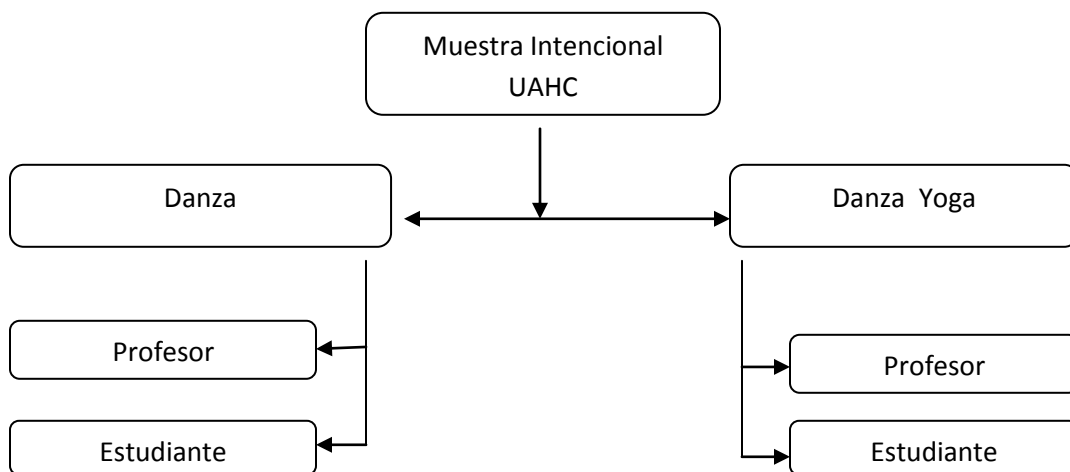 Muestra Intencional
UAHC
Danza
Danza Yoga
Profesor
Profesor
Estudiante
Estudiante